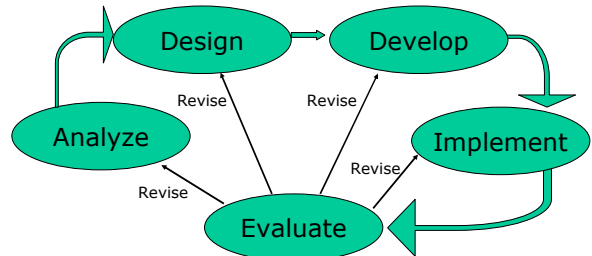 Design
Develop
Revise
Revise
Analyze
Implement
Revise
Revise
Evaluate